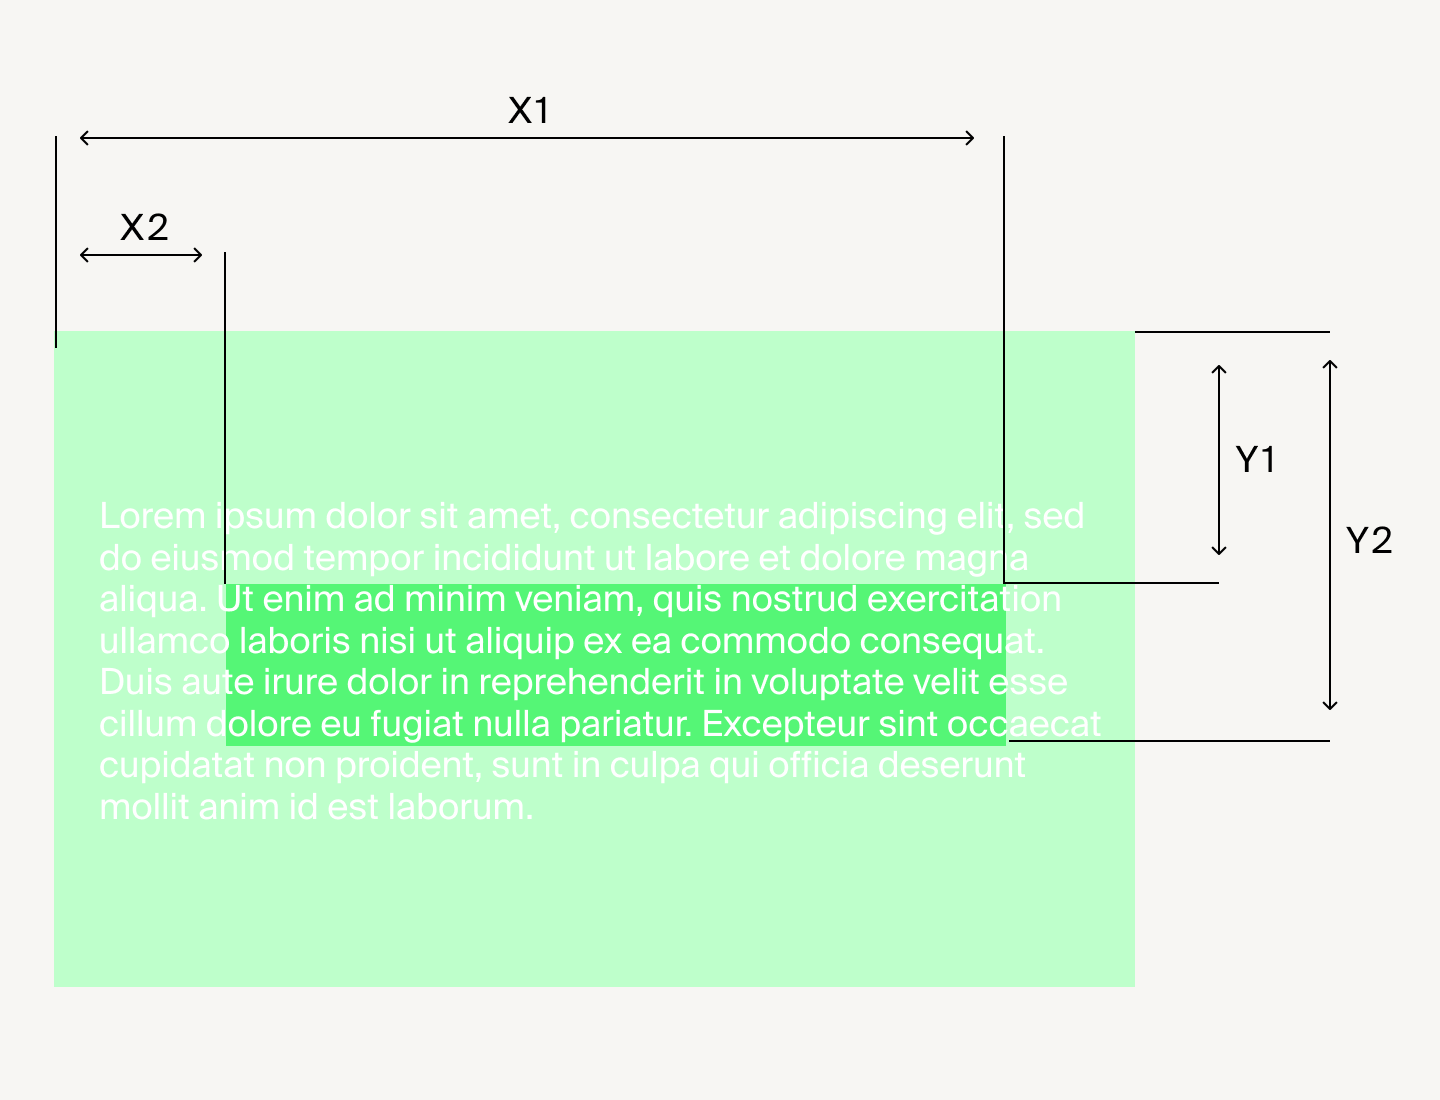 X1
X2
Y1
Y2
Lorem ipsum dolor sit amet, consectetur adipiscing elit, sed
do eiusmod tempor incididunt ut labore et dolore magna
aliqua. Ut enim ad minim veniam, quis nostrud exercitation
ullamco laboris nisi ut aliquip ex ea commodo consequat.
Duis aute irure dolor in reprehenderit in voluptate velit esse
cillum dolore eu fugiat nulla pariatur. Excepteur sint occaecat
cupidatat non proident, sunt in culpa qui officia deserunt
mollit anim id est laborum.